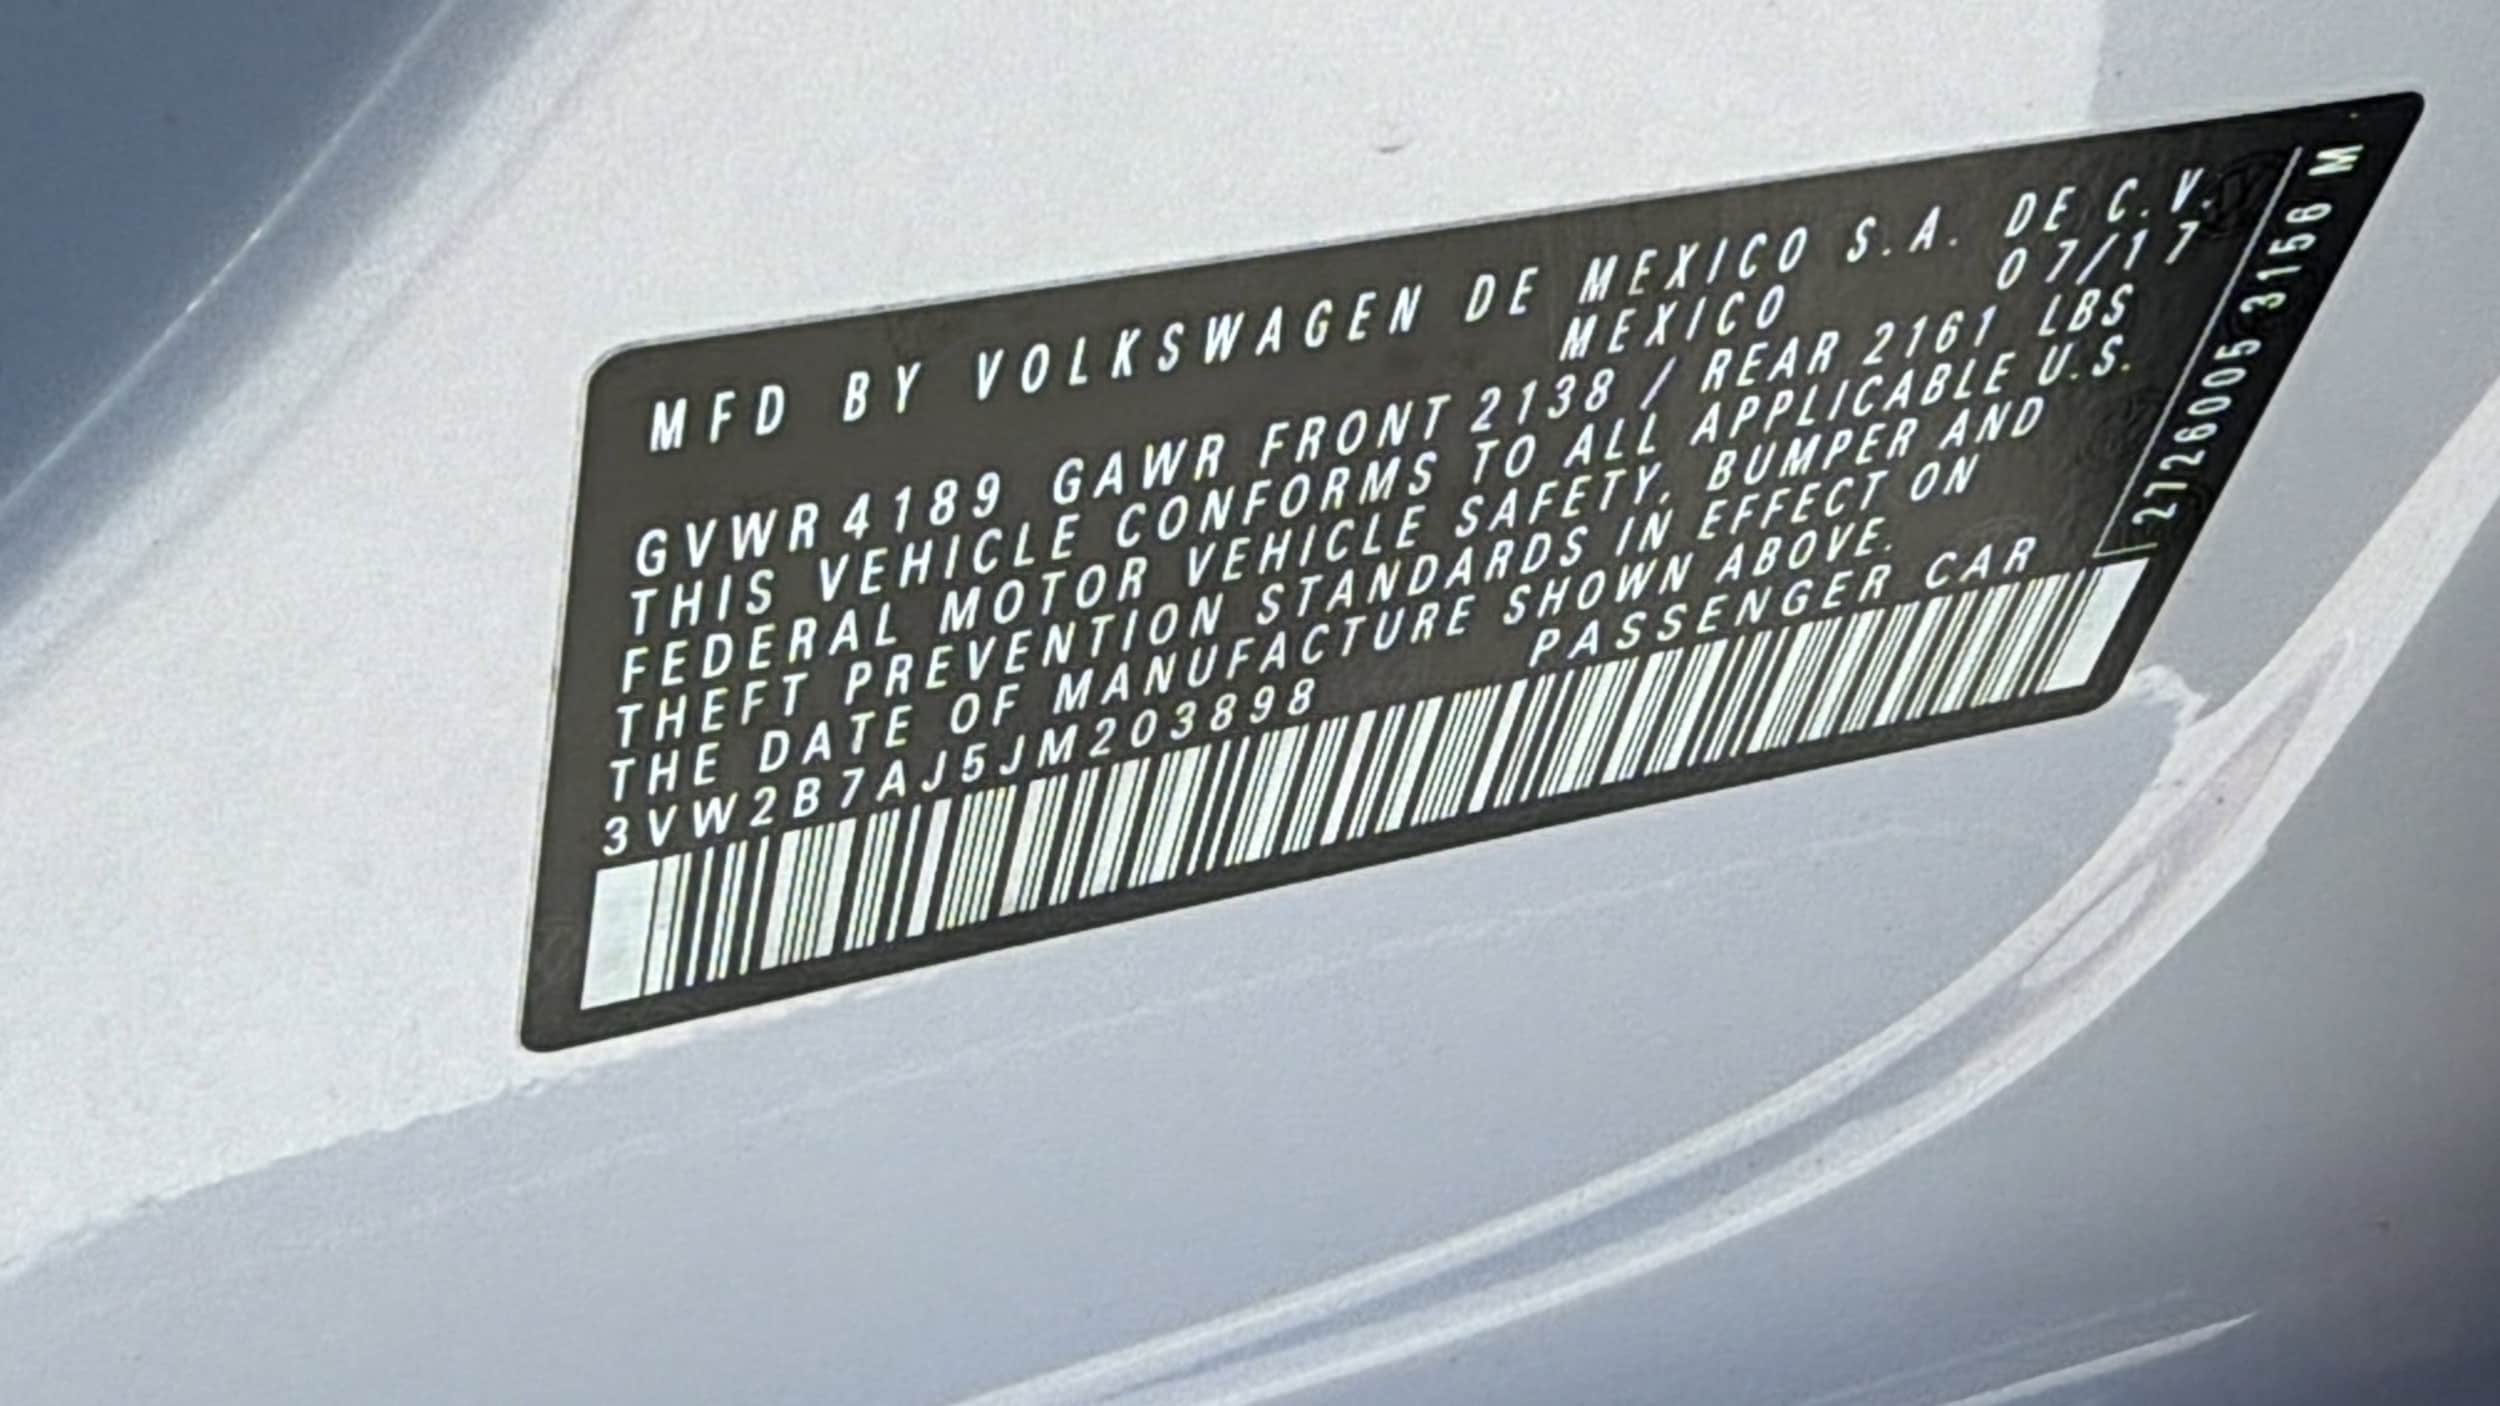 MFD BY VOLKSWAGEN DE MEXICO S.A. DE C.V.
MEXICO 07/17
GVWR 4189 GAWR FRONT 2138 / REAR 2161 LBS
THIS VEHICLE CONFORMS TO ALL APPLICABLE U.S.
FEDERAL MOTOR VEHICLE SAFETY, BUMPER AND
THEFT PREVENTION STANDARDS IN EFFECT ON
THE DATE OF MANUFACTURE SHOWN ABOVE.
3VW2B7AJ5JM203898 PASSENGER CAR
2726005 3156 M